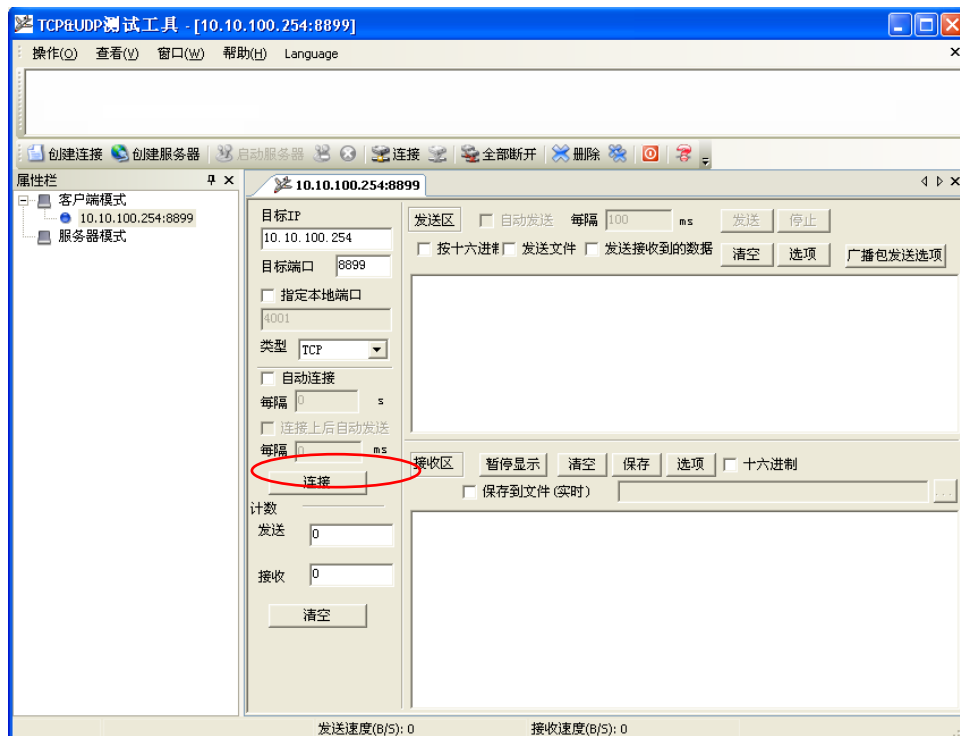 TCP&UDP测试工具 - [10.10.100.254:8899]
操作(O) 查看(V) 窗口(W) 帮助(H) Language
创建连接 创建服务器 启动服务器 连接 全部断开 删除
属性栏
客户端模式
10.10.100.254:8899
服务器模式
10.10.100.254:8899
目标IP
10. 10. 100. 254
目标端口 8899
指定本地端口
4001
类型 TCP
自动连接
每隔 0 s
连接上后自动发送
每隔 0 ms
连接
计数
发送 0
接收 0
清空
发送区 自动发送 每隔 100 ms 发送 停止
按十六进制 发送文件 发送接收到的数据 清空 选项 广播包发送选项
接收区 暂停显示 清空 保存 选项 十六进制
保存到文件(实时) ...
发送速度(B/S): 0 接收速度(B/S): 0